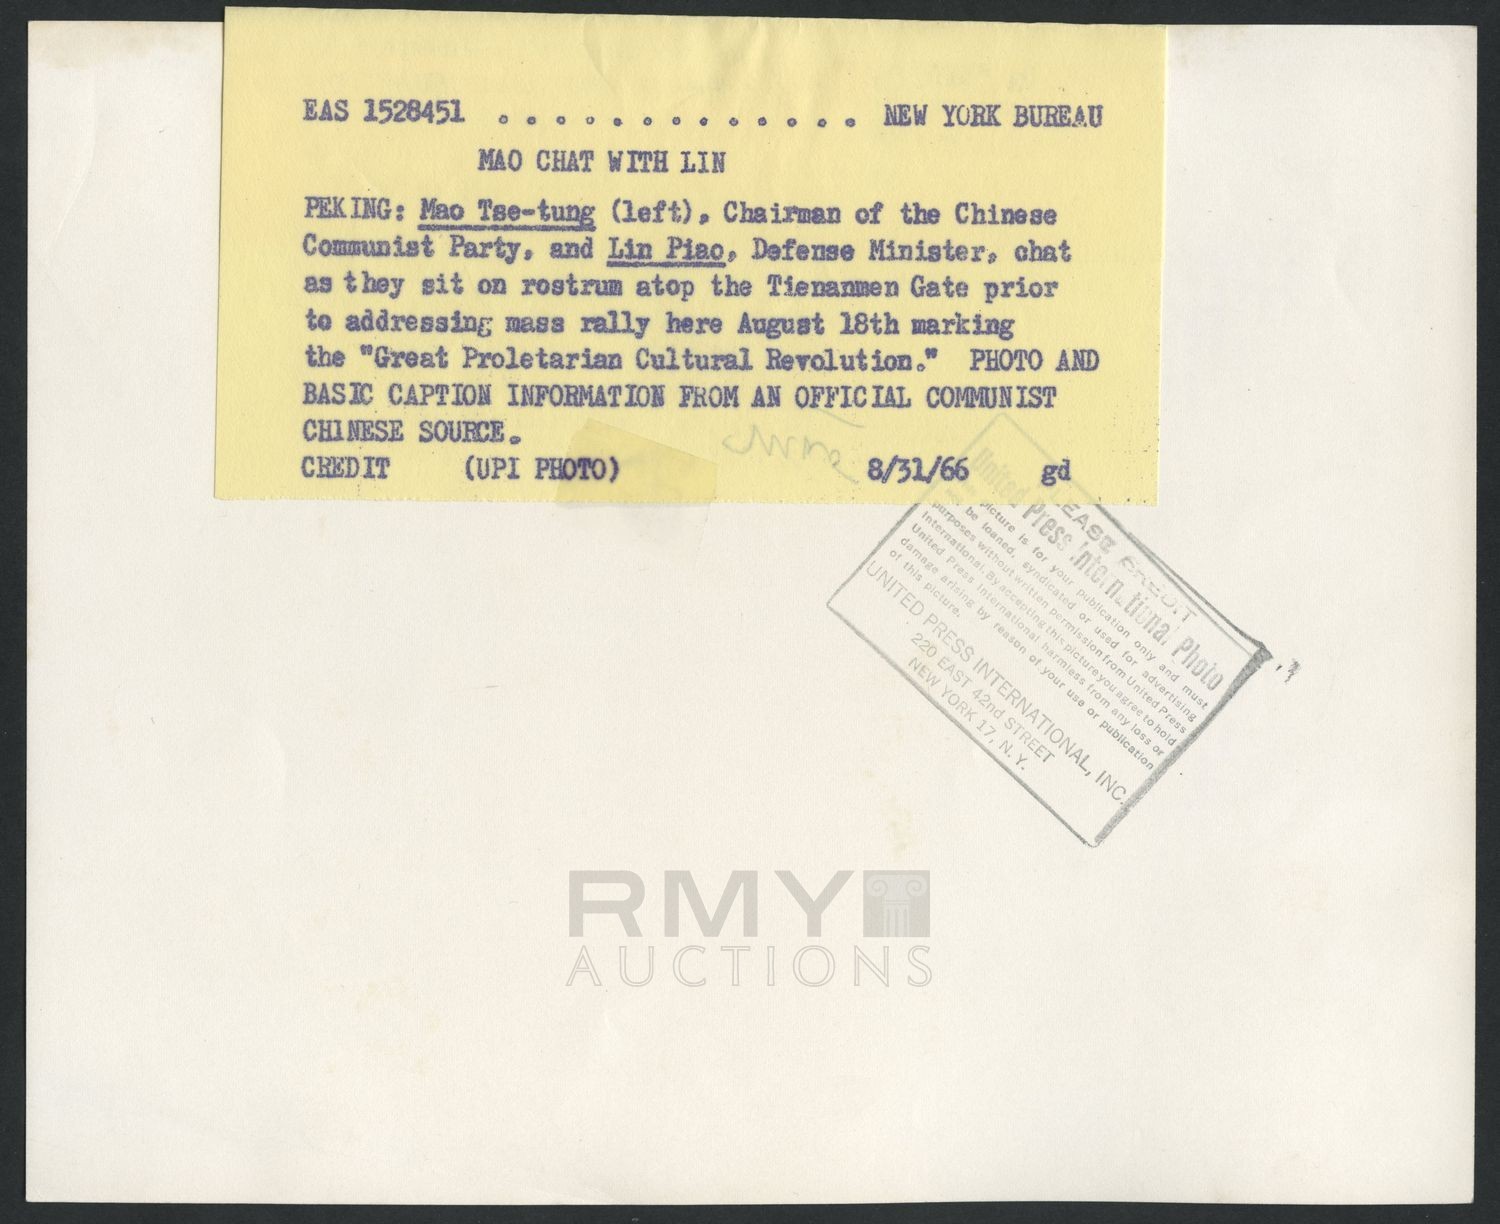 EAS 1528451 . . . . . . . . . . . . . NEW YORK BUREAU
MAO CHAT WITH LIN
PEKING: Mao Tse-tung (left), Chairman of the Chinese
Communist Party, and Lin Piao, Defense Minister, chat
as they sit on rostrum atop the Tienanmen Gate prior
to addressing mass rally here August 18th marking
the "Great Proletarian Cultural Revolution." PHOTO AND
BASIC CAPTION INFORMATION FROM AN OFFICIAL COMMUNIST
CHINESE SOURCE.
CREDIT (UPI PHOTO) 8/31/66 gd
PLEASE CREDIT
United Press International Photo
picture is for your publication only and must
be loaned, syndicated or used for advertising
purposes without written permission from United Press
International. By accepting this picture you agree to hold
United Press International harmless from any loss or
damage arising by reason of your use or publication
of this picture.
UNITED PRESS INTERNATIONAL, INC.
220 EAST 42nd STREET
NEW YORK 17, N. Y.
RMY
AUCTIONS